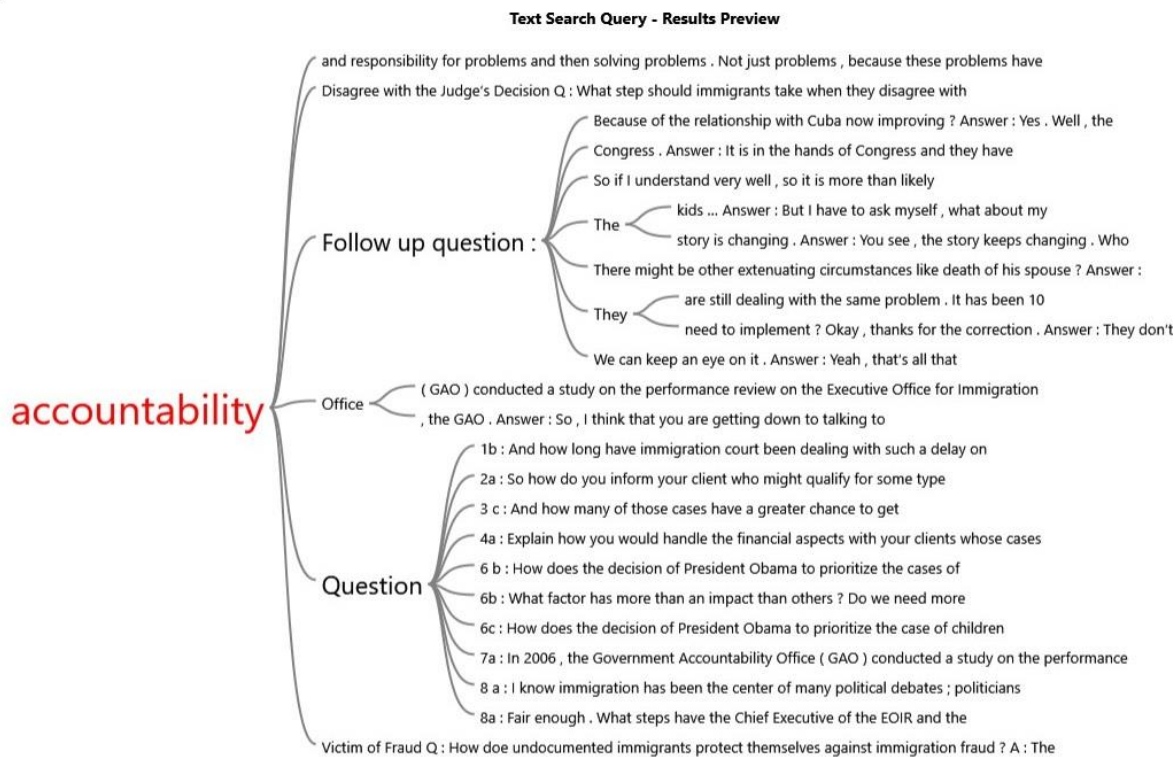 Text Search Query - Results Preview
and responsibility for problems and then solving problems . Not just problems , because these problems have
Disagree with the Judge's Decision Q : What step should immigrants take when they disagree with
Because of the relationship with Cuba now improving ? Answer : Yes . Well , the
Congress . Answer : It is in the hands of Congress and they have
So if I understand very well , so it is more than likely
kids ... Answer : But I have to ask myself , what about my
The
story is changing . Answer : You see , the story keeps changing . Who
Follow up question :
There might be other extenuating circumstances like death of his spouse ? Answer :
are still dealing with the same problem . It has been 10
They
need to implement ? Okay , thanks for the correction . Answer : They don't
We can keep an eye on it . Answer : Yeah , that's all that
( GAO ) conducted a study on the performance review on the Executive Office for Immigration
Office
accountability
, the GAO . Answer : So , I think that you are getting down to talking to
1b : And how long have immigration court been dealing with such a delay on
2a : So how do you inform your client who might qualify for some type
3 c : And how many of those cases have a greater chance to get
4a : Explain how you would handle the financial aspects with your clients whose cases
6 b : How does the decision of President Obama to prioritize the cases of
Question
6b : What factor has more than an impact than others ? Do we need more
6c : How does the decision of President Obama to prioritize the case of children
7a : In 2006 , the Government Accountability Office ( GAO ) conducted a study on the performance
8 a : I know immigration has been the center of many political debates ; politicians
8a : Fair enough . What steps have the Chief Executive of the EOIR and the
Victim of Fraud Q : How doe undocumented immigrants protect themselves against immigration fraud ? A : The